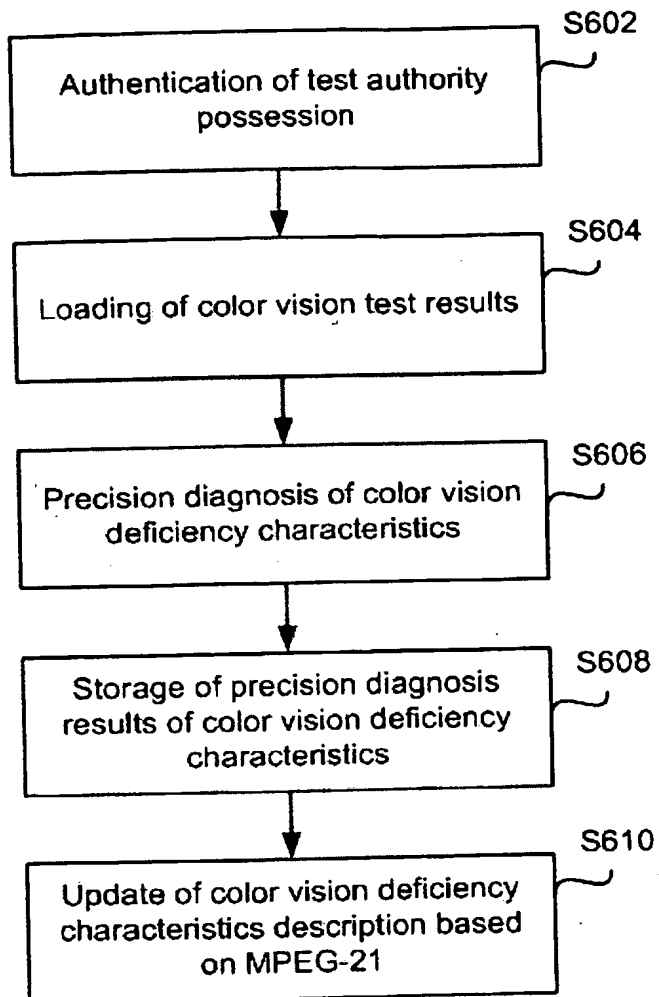 S602
Authentication of test authority
possession
S604
Loading of color vision test results
S606
Precision diagnosis of color vision
deficiency characteristics
S608
Storage of precision diagnosis
results of color vision deficiency
characteristics
S610
Update of color vision deficiency
characteristics description based
on MPEG-21